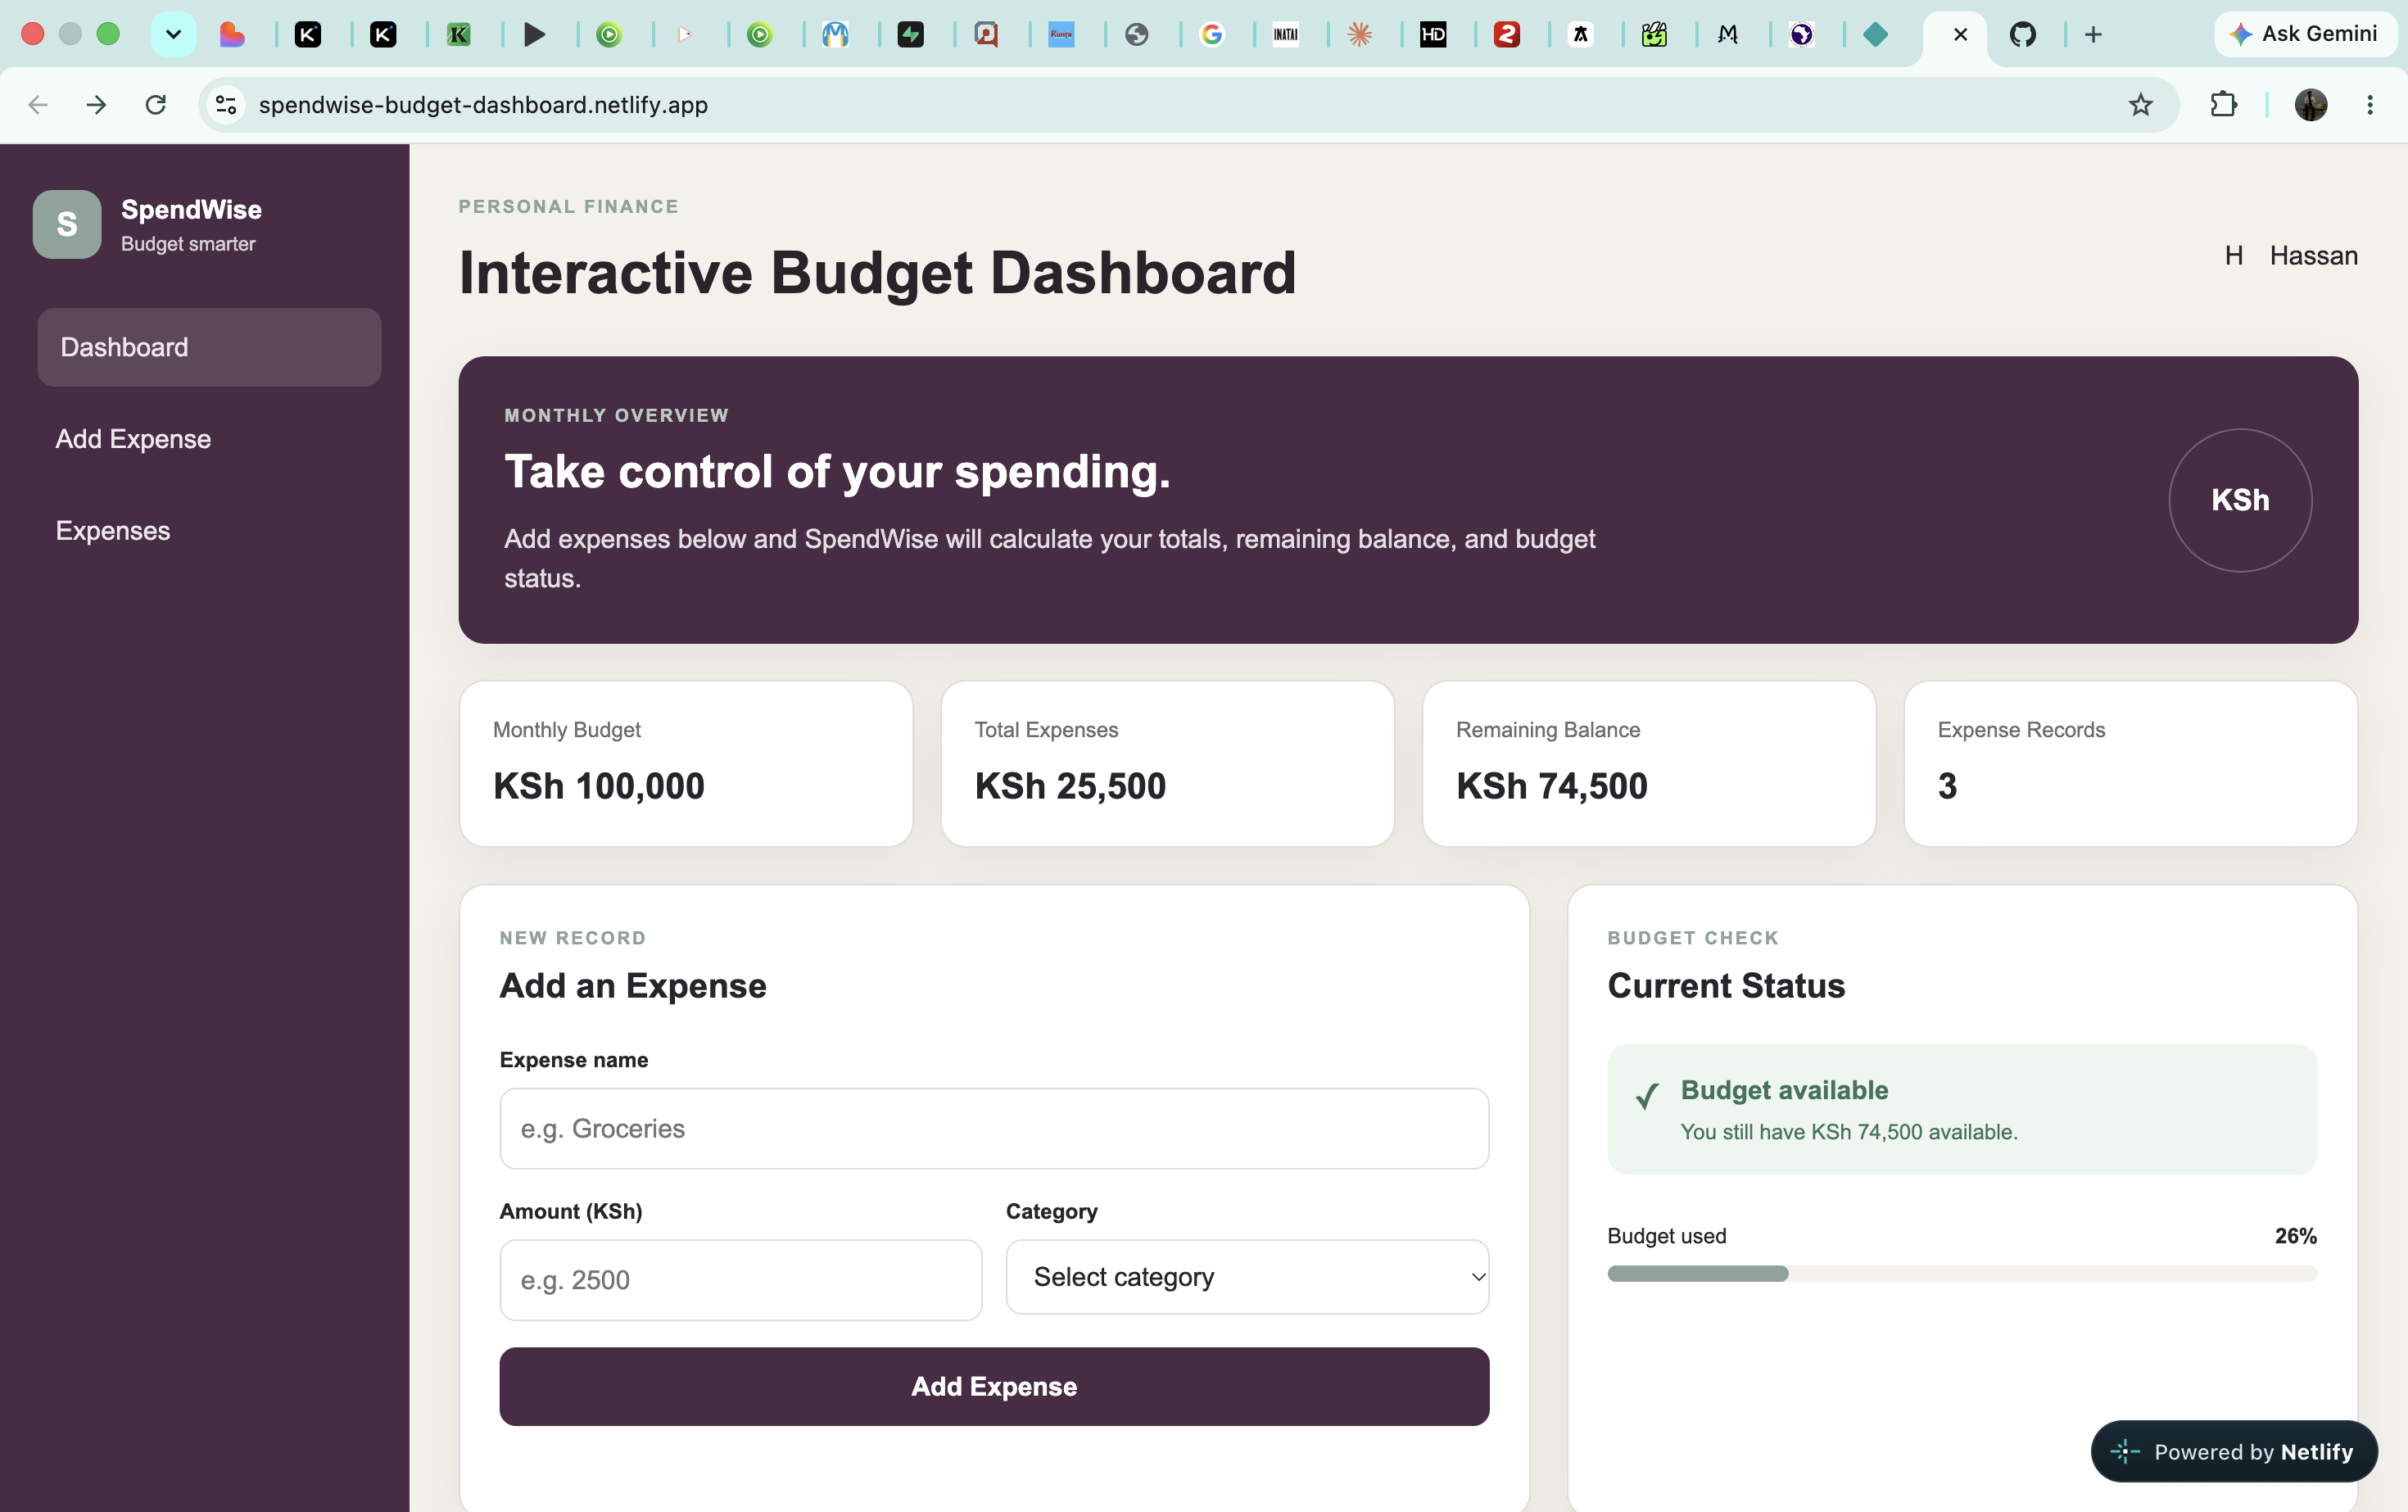 Ask Gemini
spendwise-budget-dashboard.netlify.app
S
SpendWise
Budget smarter
Dashboard
Add Expense
Expenses
PERSONAL FINANCE
Interactive Budget Dashboard
H Hassan
MONTHLY OVERVIEW
Take control of your spending.
Add expenses below and SpendWise will calculate your totals, remaining balance, and budget
status.
KSh
Monthly Budget
KSh 100,000
Total Expenses
KSh 25,500
Remaining Balance
KSh 74,500
Expense Records
3
NEW RECORD
Add an Expense
Expense name
e.g. Groceries
Amount (KSh)
e.g. 2500
Category
Select category
Add Expense
BUDGET CHECK
Current Status
Budget available
You still have KSh 74,500 available.
Budget used
26%
Powered by Netlify